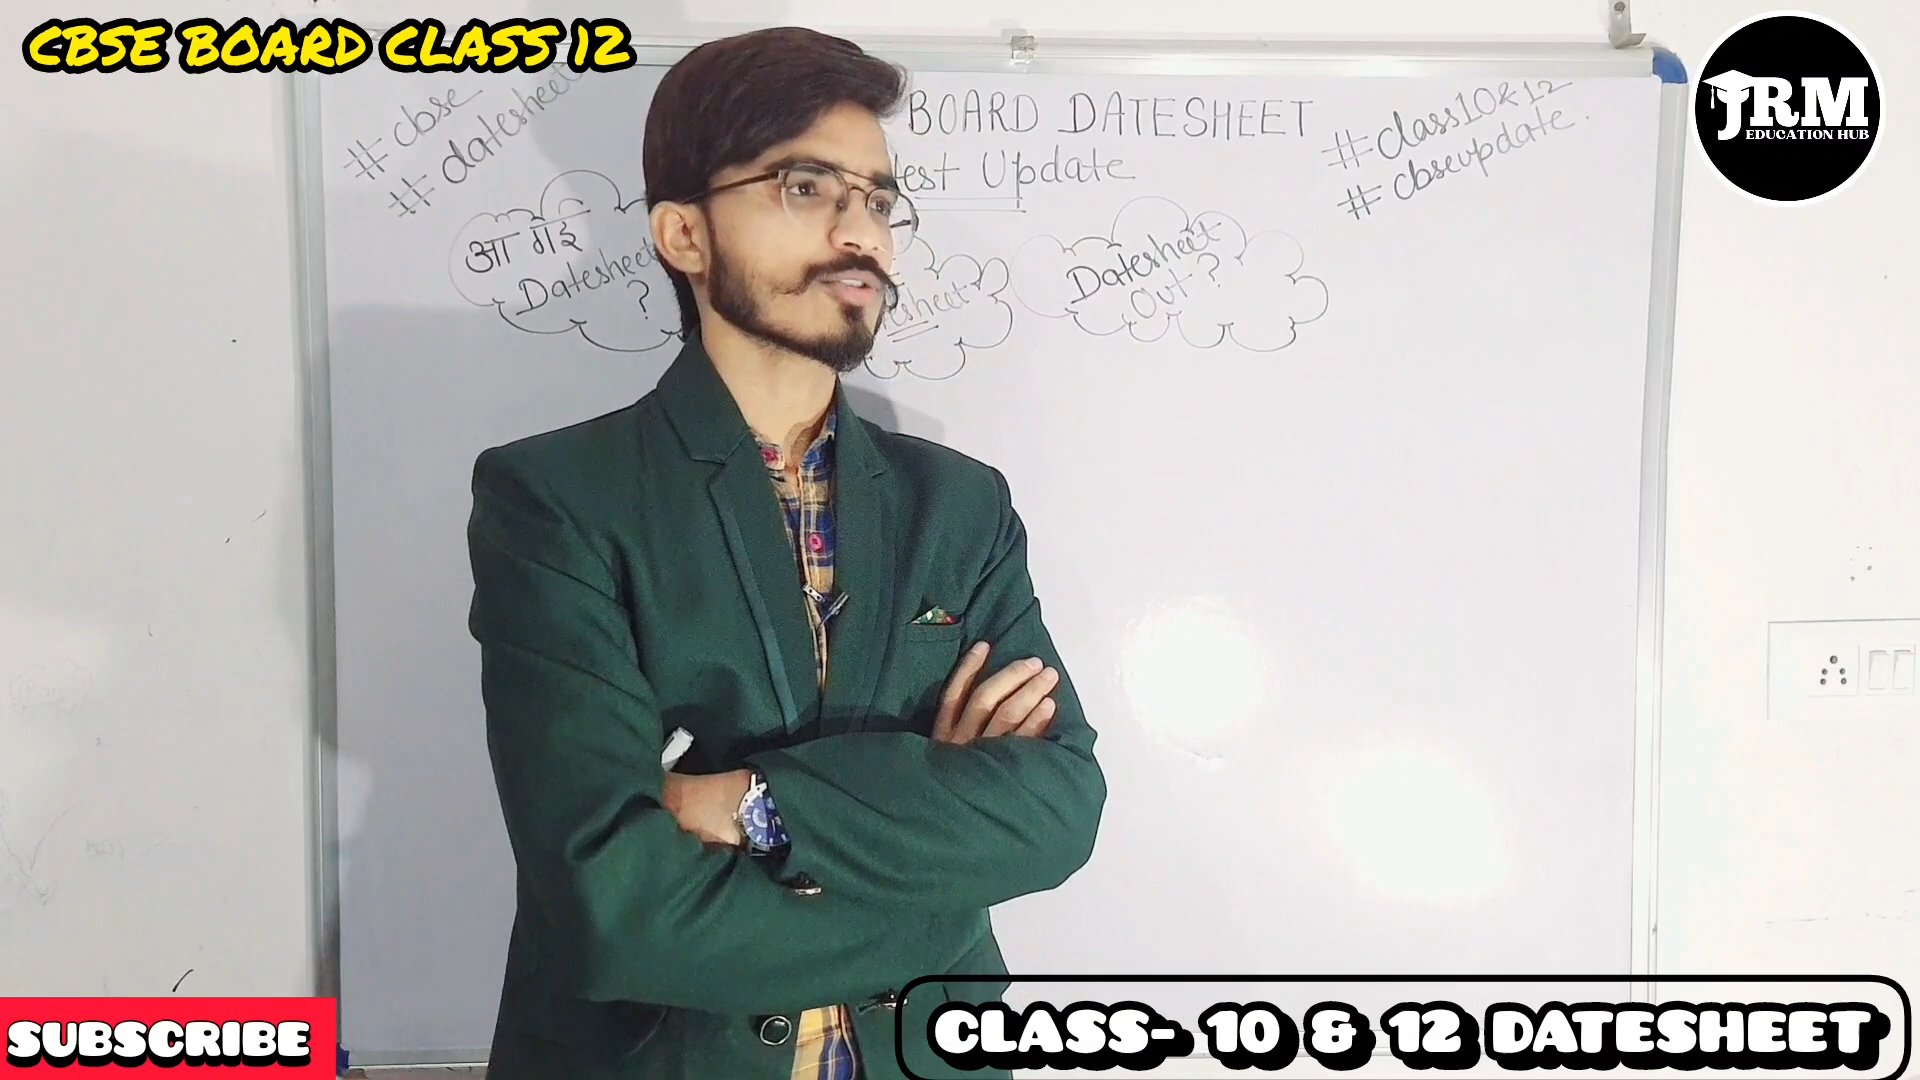 CBSE BOARD CLASS 12
JRM
EDUCATION HUB
BOARD DATESHEET
Update
#cbse
#datesheet
#class10&12
#cbseupdate.
आ गई
Datesheet
?
Datesheet
Out?
SUBSCRIBE
CLASS- 10 & 12 DATESHEET